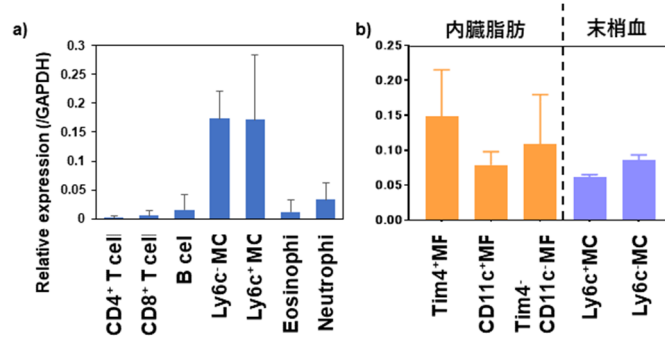 a)
Relative expression (/GAPDH)
0.3
0.25
0.2
0.15
0.1
0.05
0
CD4⁺ T cell
CD8⁺ T cell
B cel
Ly6c⁻ MC
Ly6c⁺ MC
Eosinophi
Neutrophi
b)
内臓脂肪
末梢血
0.25
0.20
0.15
0.10
0.05
0.00
Tim4⁺MF
CD11c⁺MF
Tim4⁻
CD11c⁻MF
Ly6c⁺MC
Ly6c⁻MC